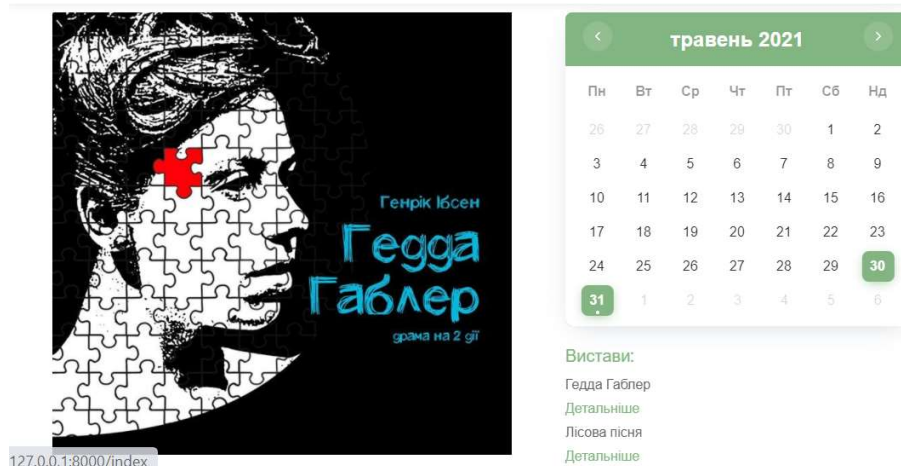 Генрік Ібсен
Гедда
Габлер
драма на 2 дії
травень 2021
Пн Вт Ср Чт Пт Сб Нд
26 27 28 29 30 1 2
3 4 5 6 7 8 9
10 11 12 13 14 15 16
17 18 19 20 21 22 23
24 25 26 27 28 29 30
31 1 2 3 4 5 6
Вистави:
Гедда Габлер
Детальніше
Лісова пісня
Детальніше
127.0.0.1:8000/index